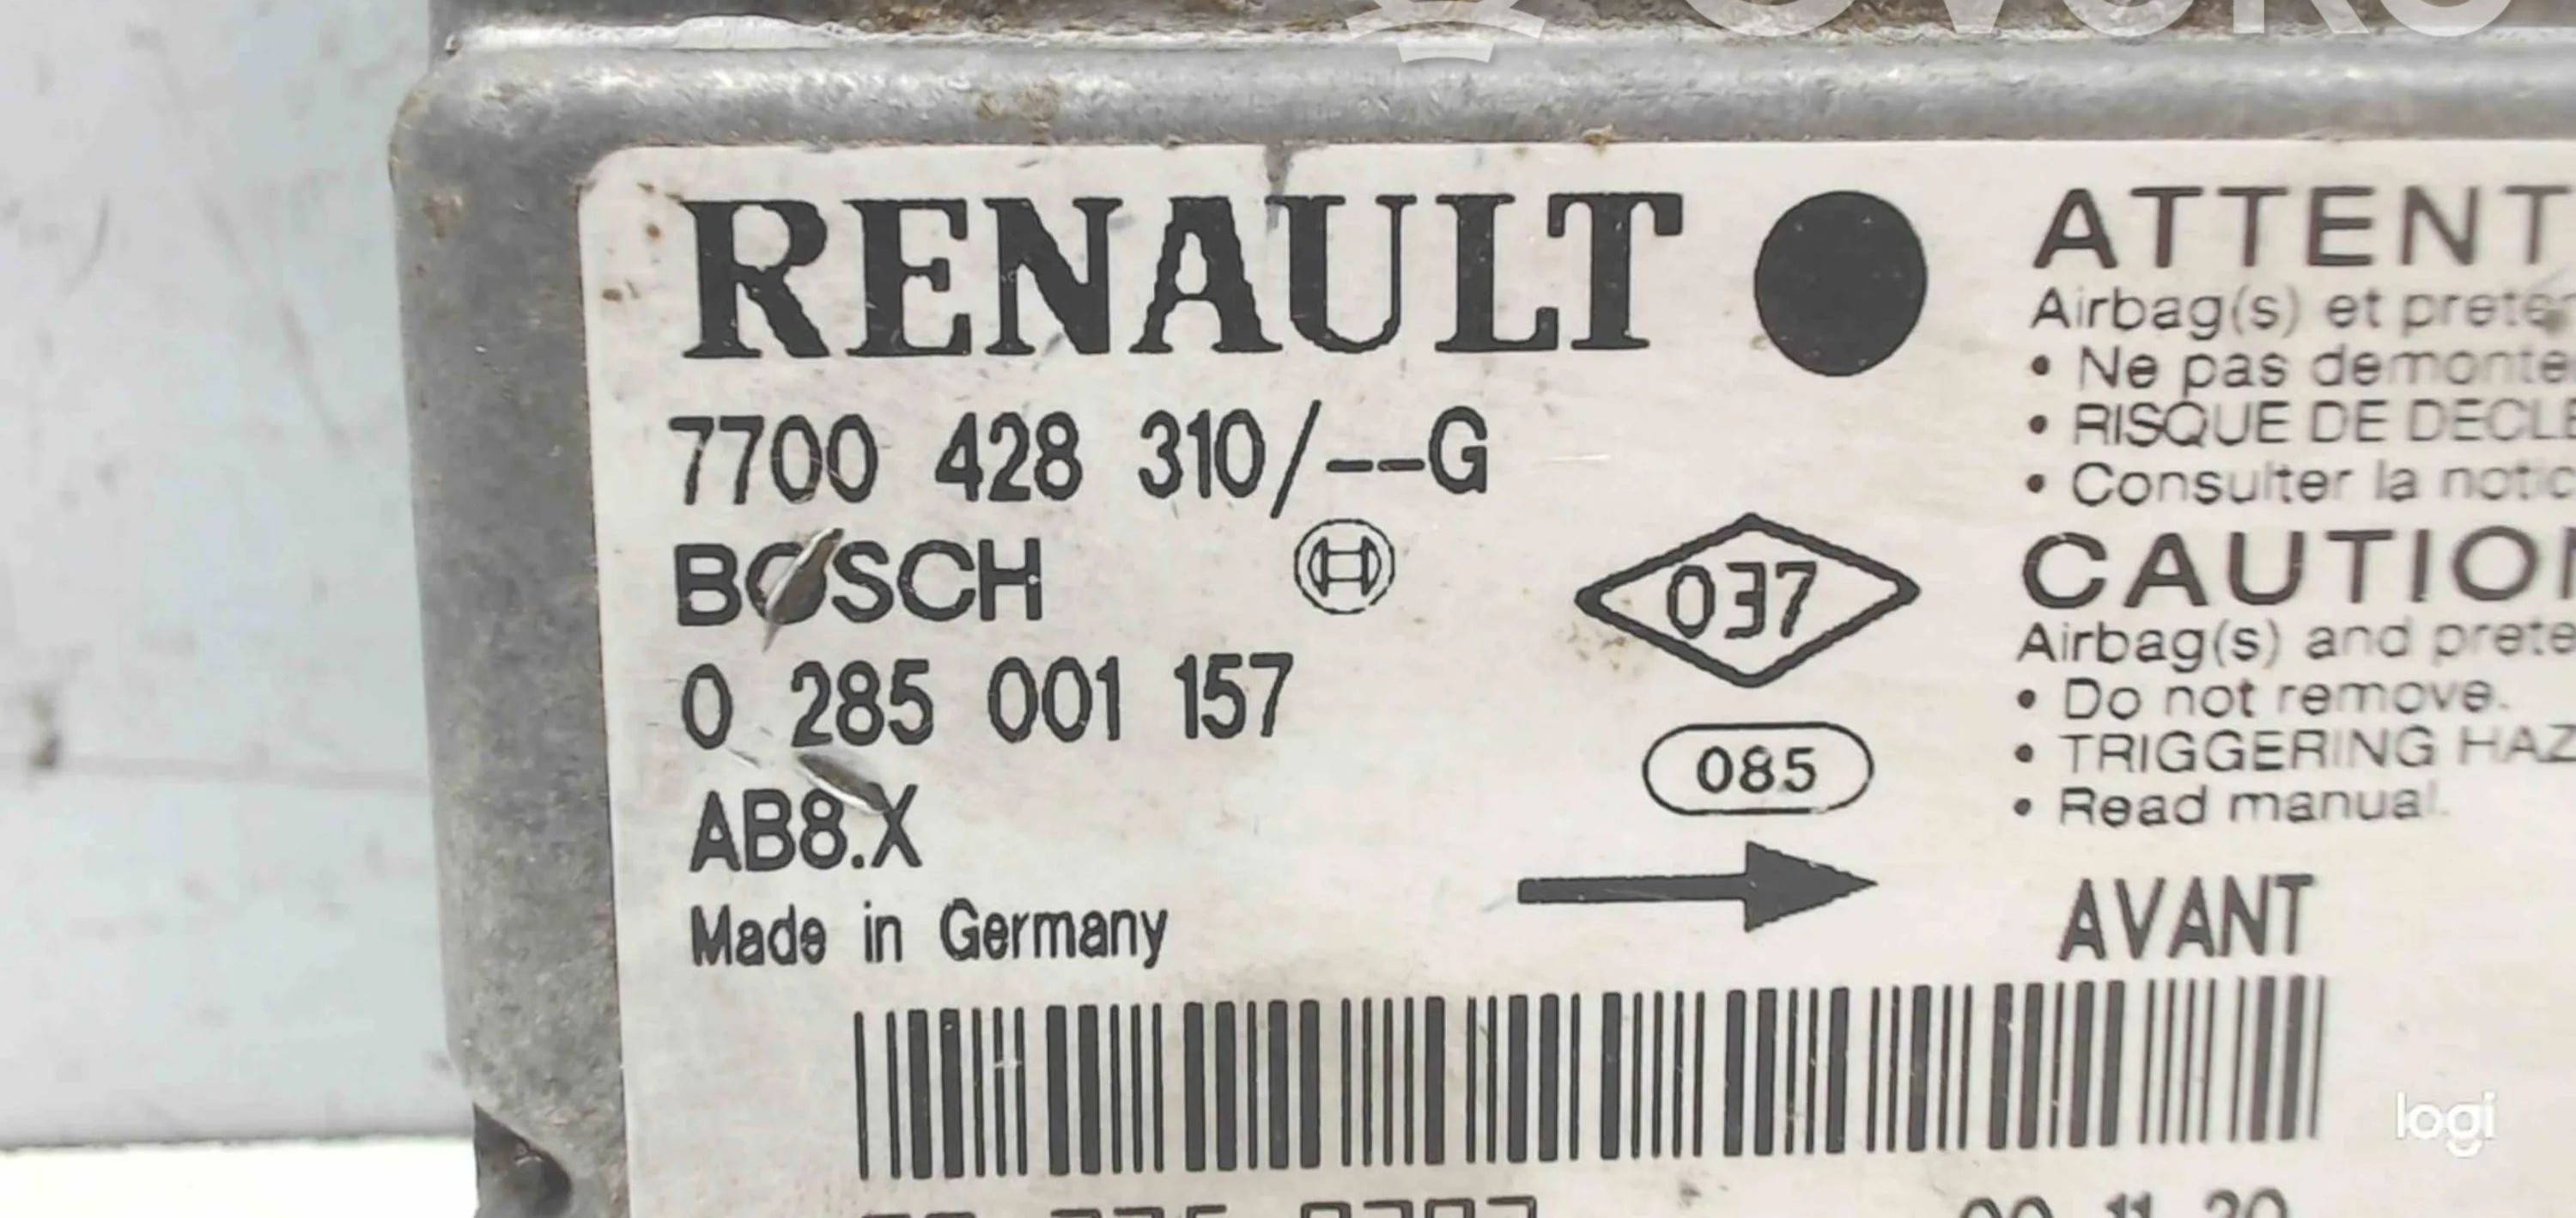 RENAULT
7700 428 310/--G
BOSCH
0 285 001 157
AB8.X
Made in Germany
037
085
ATTENT
Airbag(s) et prete
• Ne pas demonte
• RISQUE DE DECLE
• Consulter la notic
CAUTION
Airbag(s) and prete
• Do not remove.
• TRIGGERING HAZ
• Read manual.
AVANT
logi